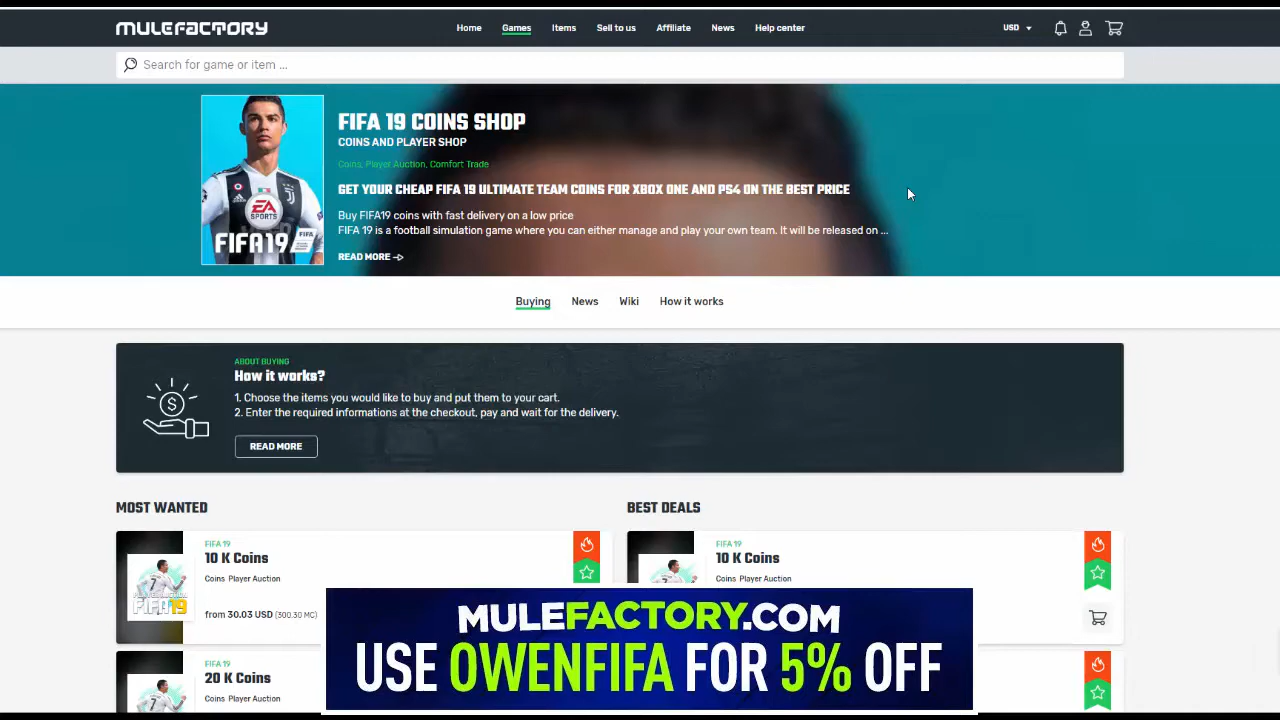 MULEFACTORY
Home
Games
Items
Sell to us
Affiliate
News
Help center
USD
Search for game or item ...
EA
SPORTS
FIFA19
FIFA 19 COINS SHOP
COINS AND PLAYER SHOP
Coins, Player Auction, Comfort Trade
GET YOUR CHEAP FIFA 19 ULTIMATE TEAM COINS FOR XBOX ONE AND PS4 ON THE BEST PRICE
Buy FIFA19 coins with fast delivery on a low price
FIFA 19 is a football simulation game where you can either manage and play your own team. It will be released on ...
READ MORE
Buying
News
Wiki
How it works
ABOUT BUYING
How it works?
1. Choose the items you would like to buy and put them to your cart.
2. Enter the required informations at the checkout, pay and wait for the delivery.
READ MORE
MOST WANTED
FIFA 19
10 K Coins
Coins Player Auction
from 30.03 USD (300.30 MC)
FIFA19
FIFA 19
20 K Coins
Coins Player Auction
BEST DEALS
FIFA 19
10 K Coins
Coins Player Auction
MULEFACTORY.COM
USE OWENFIFA FOR 5% OFF